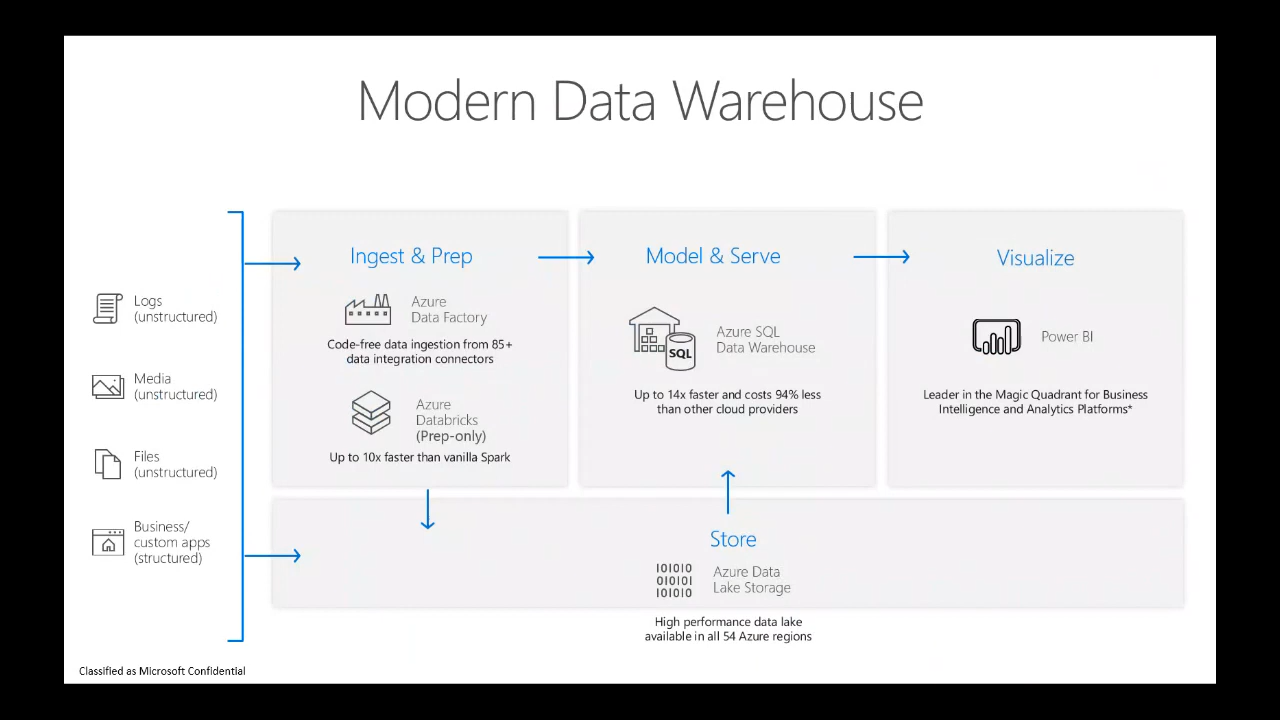 Modern Data Warehouse
Logs
(unstructured)
Media
(unstructured)
Files
(unstructured)
Business/
custom apps
(structured)
Ingest & Prep
Azure
Data Factory
Code-free data ingestion from 85+
data integration connectors
Azure
Databricks
(Prep-only)
Up to 10x faster than vanilla Spark
Model & Serve
SQL
Azure SQL
Data Warehouse
Up to 14x faster and costs 94% less
than other cloud providers
Visualize
Power BI
Leader in the Magic Quadrant for Business
Intelligence and Analytics Platforms*
Store
101010
010101
101010
Azure Data
Lake Storage
High performance data lake
available in all 54 Azure regions
Classified as Microsoft Confidential